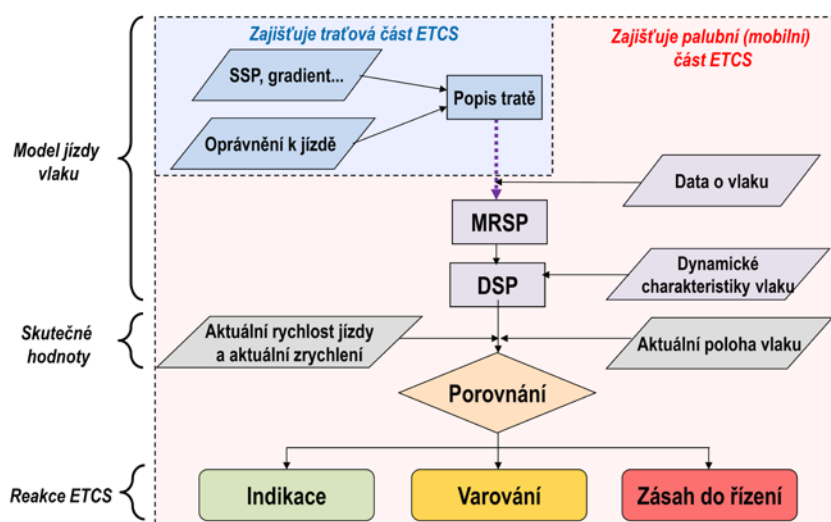 Zajišťuje traťová část ETCS
Zajišťuje palubní (mobilní)
část ETCS
SSP, gradient...
Popis tratě
Oprávnění k jízdě
Model jízdy
vlaku
Data o vlaku
MRSP
Dynamické
charakteristiky vlaku
DSP
Skutečné
hodnoty
Aktuální rychlost jízdy
a aktuální zrychlení
Aktuální poloha vlaku
Porovnání
Reakce ETCS
Indikace
Varování
Zásah do řízení